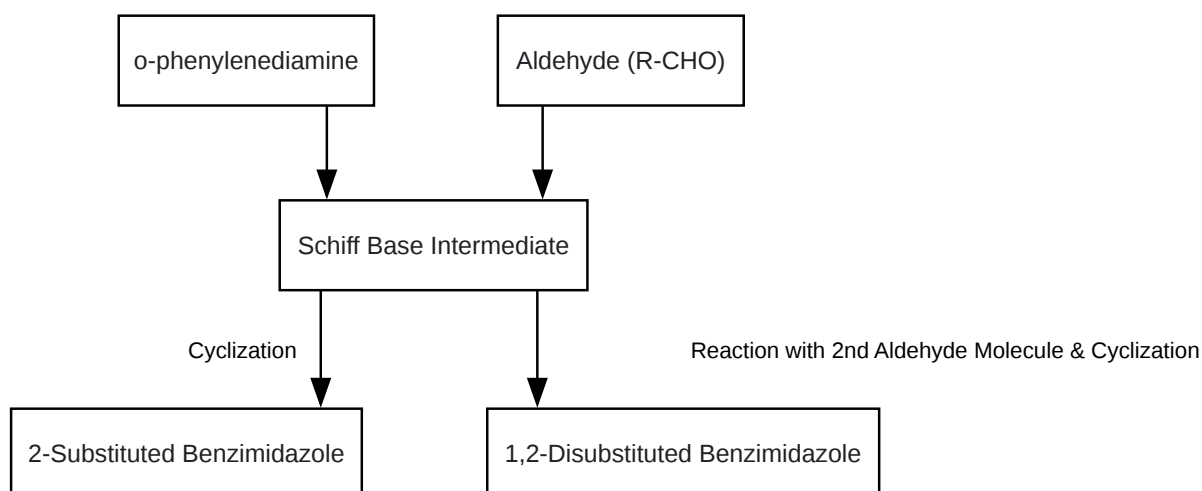 o-phenylenediamine
Aldehyde (R-CHO)
Schiff Base Intermediate
Cyclization
Reaction with 2nd Aldehyde Molecule & Cyclization
2-Substituted Benzimidazole
1,2-Disubstituted Benzimidazole